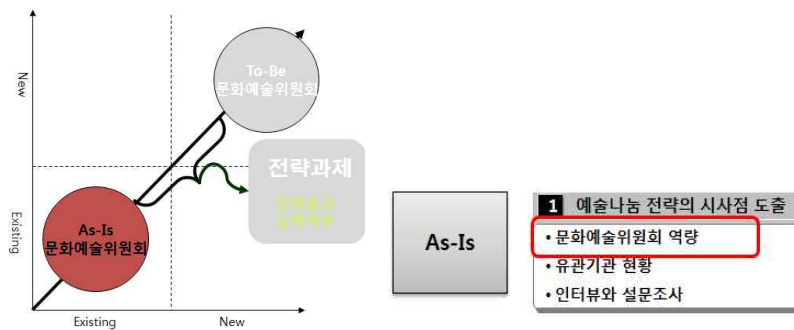 New
Existing
To-Be
문화예술위원회
전략과제
As-Is
문화예술위원회
Existing
New
As-Is
1 예술나눔 전략의 시사점 도출
• 문화예술위원회 역량
• 유관기관 현황
• 인터뷰와 설문조사